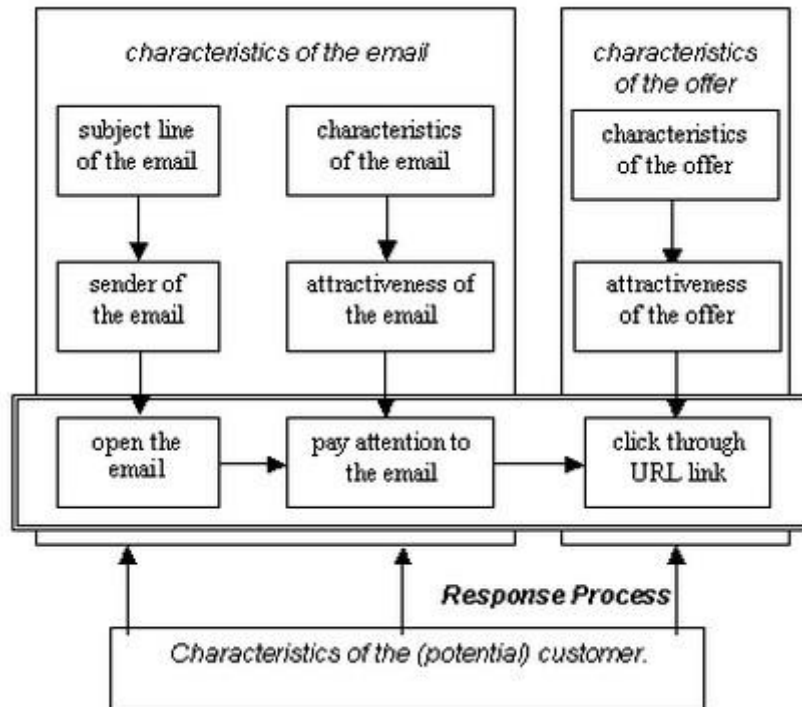 characteristics of the email
characteristics
of the offer
subject line
of the email
characteristics
of the email
characteristics
of the offer
sender of
the email
attractiveness of
the email
attractiveness
of the offer
open the
email
pay attention to
the email
click through
URL link
Response Process
Characteristics of the (potential) customer.